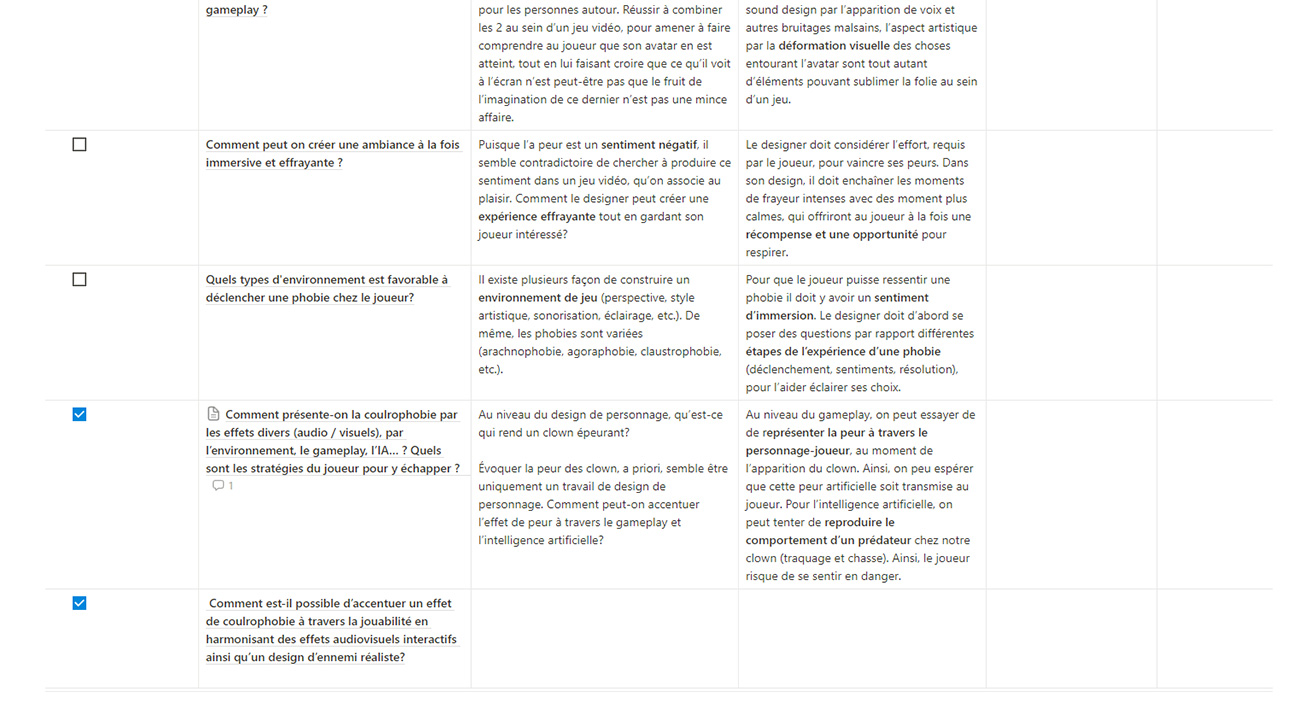 gameplay ?
pour les personnes autour. Réussir à combiner
les 2 au sein d’un jeu vidéo, pour amener à faire
comprendre au joueur que son avatar en est
atteint, tout en lui faisant croire que ce qu’il voit
à l’écran n’est peut-être pas que le fruit de
l’imagination de ce dernier n’est pas une mince
affaire.
sound design par l’apparition de voix et
autres bruitages malsains, l’aspect artistique
par la déformation visuelle des choses
entourant l’avatar sont tout autant
d’éléments pouvant sublimer la folie au sein
d’un jeu.
Comment peut on créer une ambiance à la fois
immersive et effrayante ?
Puisque l’a peur est un sentiment négatif, il
semble contradictoire de chercher à produire ce
sentiment dans un jeu vidéo, qu’on associe au
plaisir. Comment le designer peut créer une
expérience effrayante tout en gardant son
joueur intéressé?
Le designer doit considérer l’effort, requis
par le joueur, pour vaincre ses peurs. Dans
son design, il doit enchaîner les moments
de frayeur intenses avec des moment plus
calmes, qui offriront au joueur à la fois une
récompense et une opportunité pour
respirer.
Quels types d'environnement est favorable à
déclencher une phobie chez le joueur?
Il existe plusieurs façon de construire un
environnement de jeu (perspective, style
artistique, sonorisation, éclairage, etc.). De
même, les phobies sont variées
(arachnophobie, agoraphobie, claustrophobie,
etc.).
Pour que le joueur puisse ressentir une
phobie il doit y avoir un sentiment
d’immersion. Le designer doit d’abord se
poser des questions par rapport différentes
étapes de l’expérience d’une phobie
(déclenchement, sentiments, résolution),
pour l’aider éclairer ses choix.
Comment présente-on la coulrophobie par
les effets divers (audio / visuels), par
l’environnement, le gameplay, l’IA... ? Quels
sont les stratégies du joueur pour y échapper ?
1
Au niveau du design de personnage, qu’est-ce
qui rend un clown épeurant?
Évoquer la peur des clown, a priori, semble être
uniquement un travail de design de
personnage. Comment peut-on accentuer
l’effet de peur à travers le gameplay et
l’intelligence artificielle?
Au niveau du gameplay, on peut essayer de
de représenter la peur à travers le
personnage-joueur, au moment de
l’apparition du clown. Ainsi, on peu espérer
que cette peur artificielle soit transmise au
joueur. Pour l’intelligence artificielle, on
peut tenter de reproduire le
comportement d’un prédateur chez notre
clown (traquage et chasse). Ainsi, le joueur
risque de se sentir en danger.
Comment est-il possible d’accentuer un effet
de coulrophobie à travers la jouabilité en
harmonisant des effets audiovisuels interactifs
ainsi qu’un design d’ennemi réaliste?